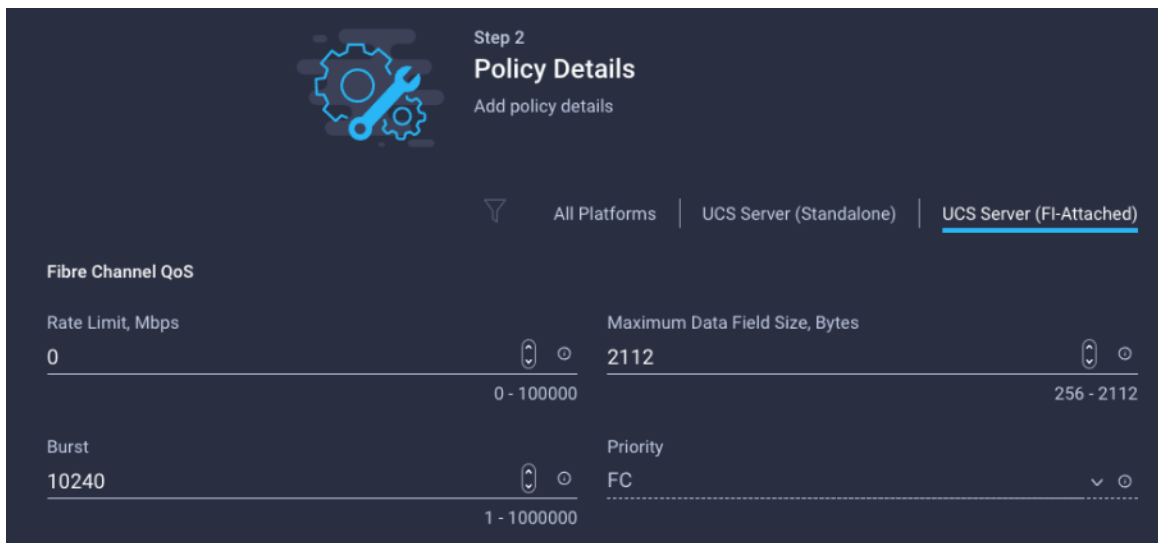 Step 2
Policy Details
Add policy details
All Platforms
UCS Server (Standalone)
UCS Server (FI-Attached)
Fibre Channel QoS
Rate Limit, Mbps
0
0 - 100000
Maximum Data Field Size, Bytes
2112
256 - 2112
Burst
10240
1 - 1000000
Priority
FC